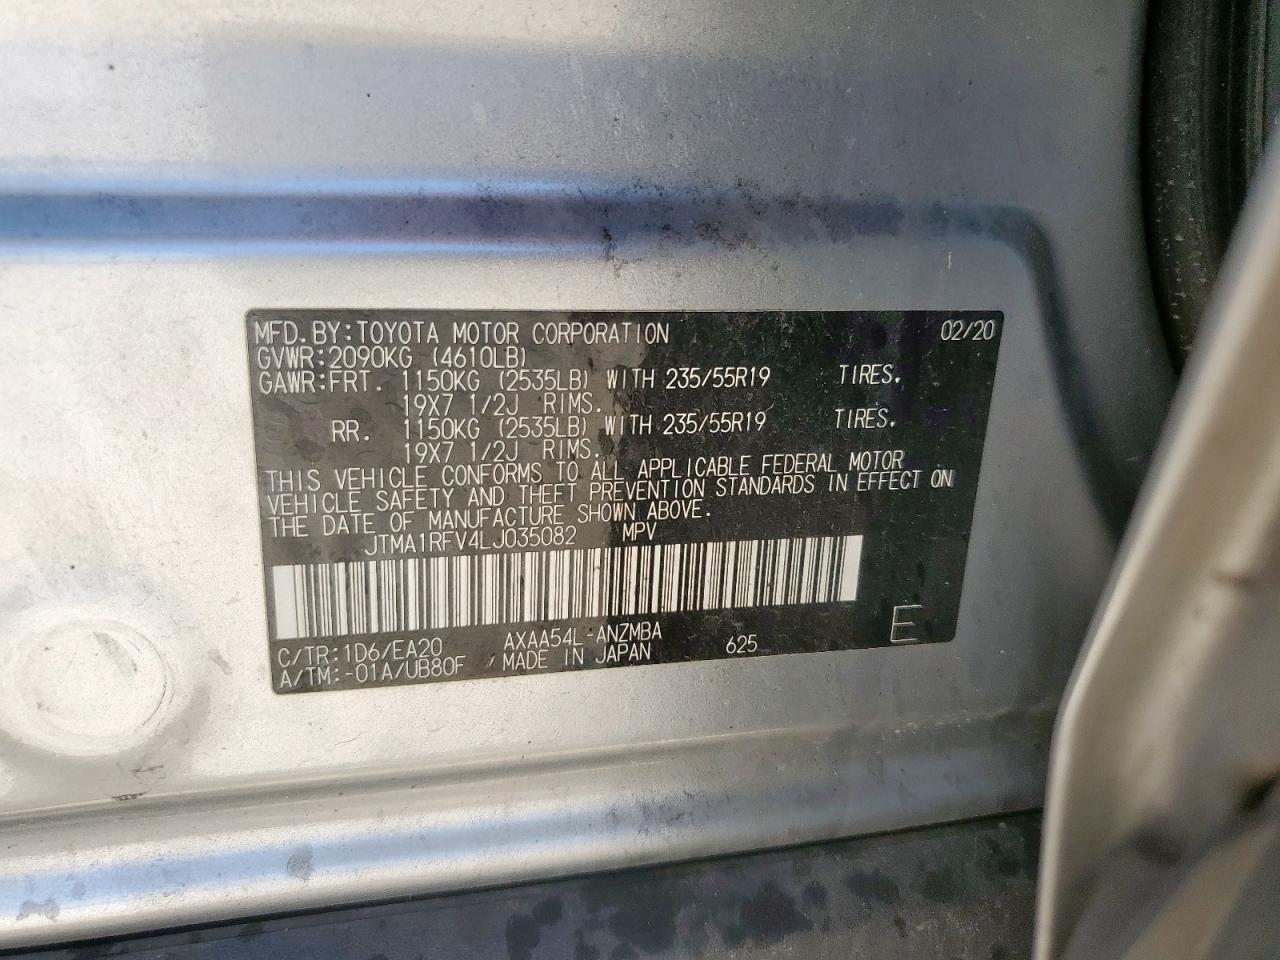 MFD.BY:TOYOTA MOTOR CORPORATION 02/20
GVWR:2090KG (4610LB)
GAWR:FRT. 1150KG (2535LB) WITH 235/55R19 TIRES.
19X7 1/2J RIMS.
RR. 1150KG (2535LB) WITH 235/55R19 TIRES.
19X7 1/2J RIMS.
THIS VEHICLE CONFORMS TO ALL APPLICABLE FEDERAL MOTOR
VEHICLE SAFETY AND THEFT PREVENTION STANDARDS IN EFFECT ON
THE DATE OF MANUFACTURE SHOWN ABOVE.
JTMA1RFV4LJ035082 MPV
C/TR:1D6/EA20 AXAA54L-ANZMBA 625 E
A/TM:-01A/UB80F MADE IN JAPAN